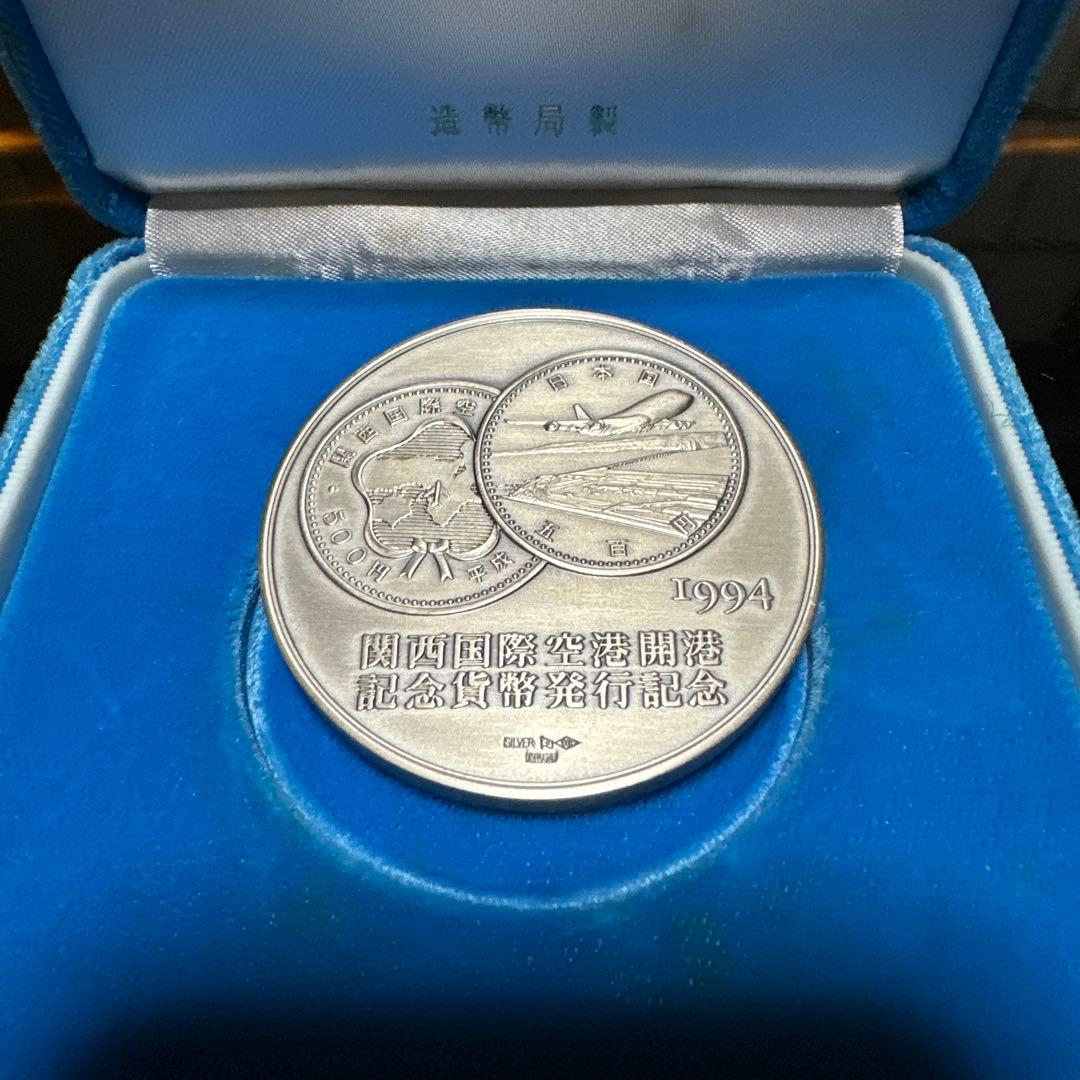 造幣局製
日本国
五百円
関西国際空
500円
平成
1994
関西国際空港開港
記念貨幣発行記念
SILVER